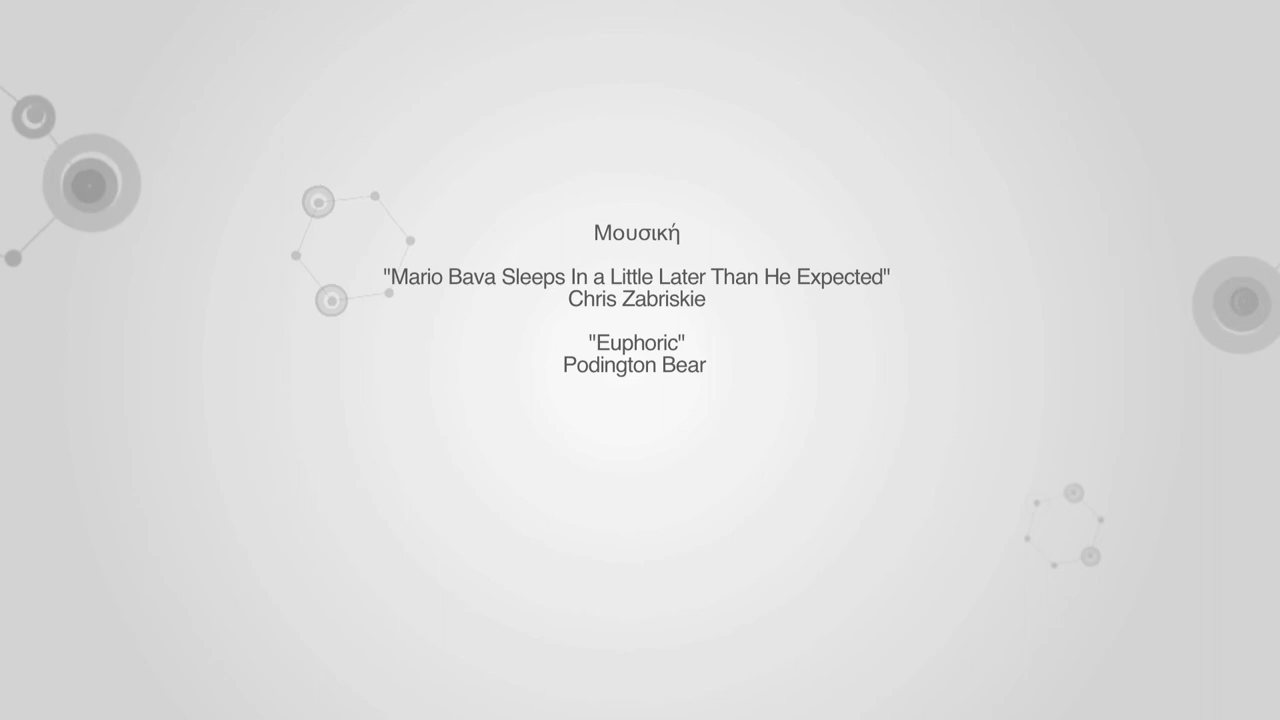 Μουσική
"Mario Bava Sleeps In a Little Later Than He Expected"
Chris Zabriskie
"Euphoric"
Podington Bear